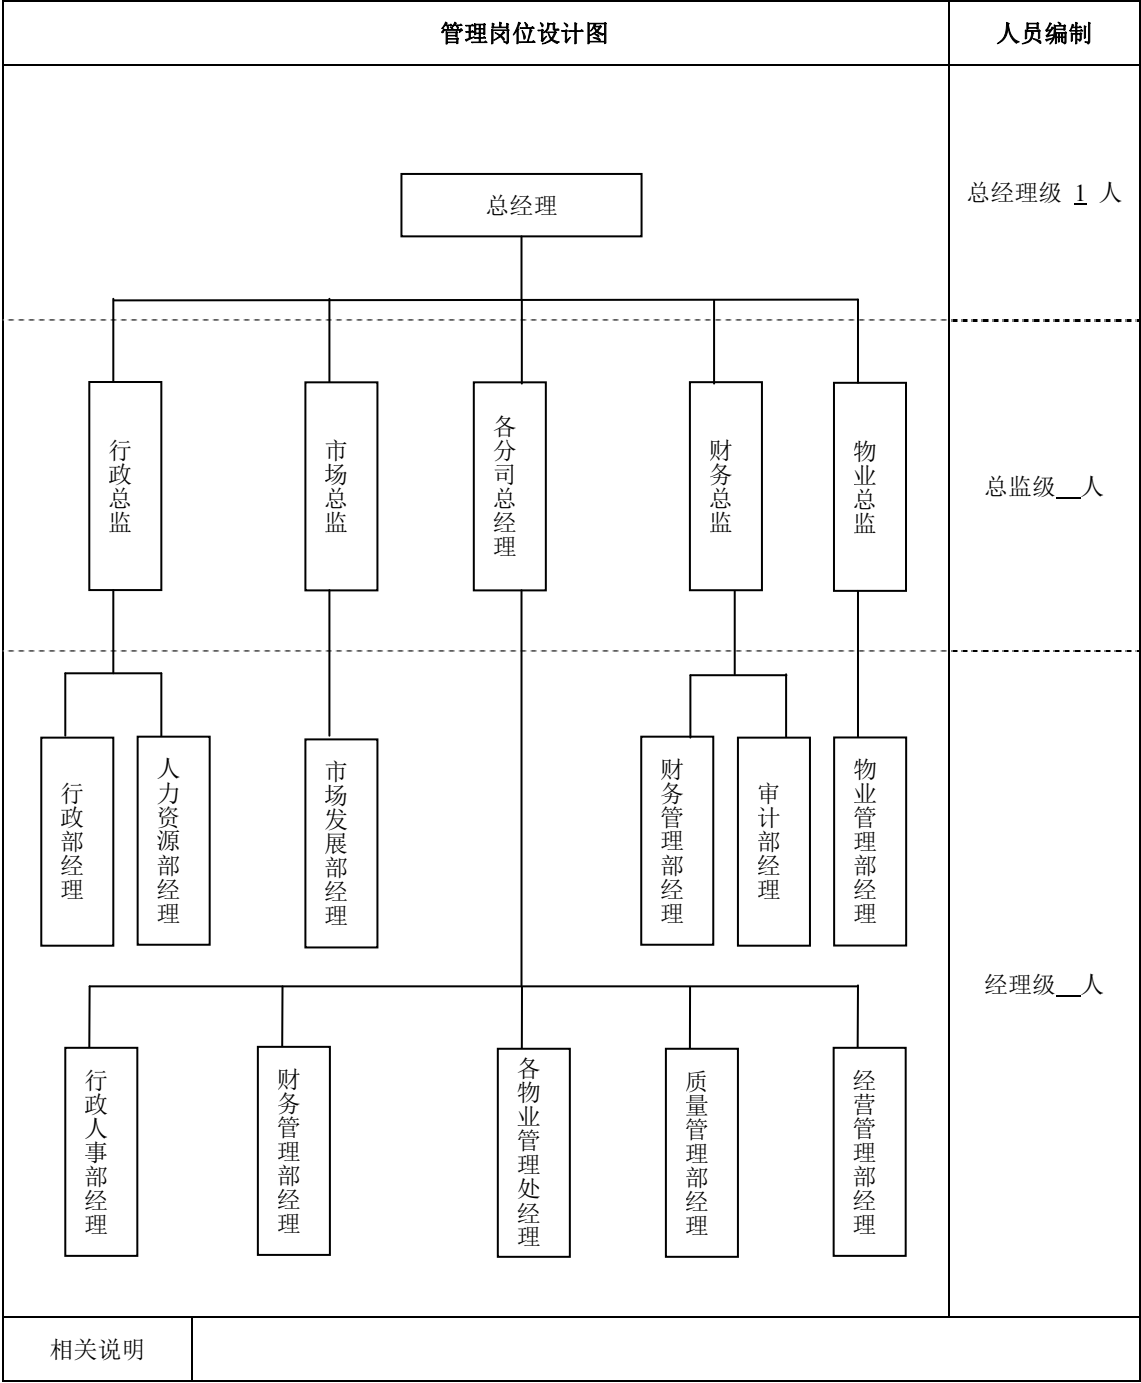 管理岗位设计图
人员编制
总经理
总经理级 1 人
行政总监
市场总监
各分司总经理
财务总监
物业总监
总监级__人
行政部经理
人力资源部经理
市场发展部经理
财务管理部经理
审计部经理
物业管理部经理
经理级__人
行政人事部经理
财务管理部经理
各物业管理处经理
质量管理部经理
经营管理部经理
相关说明